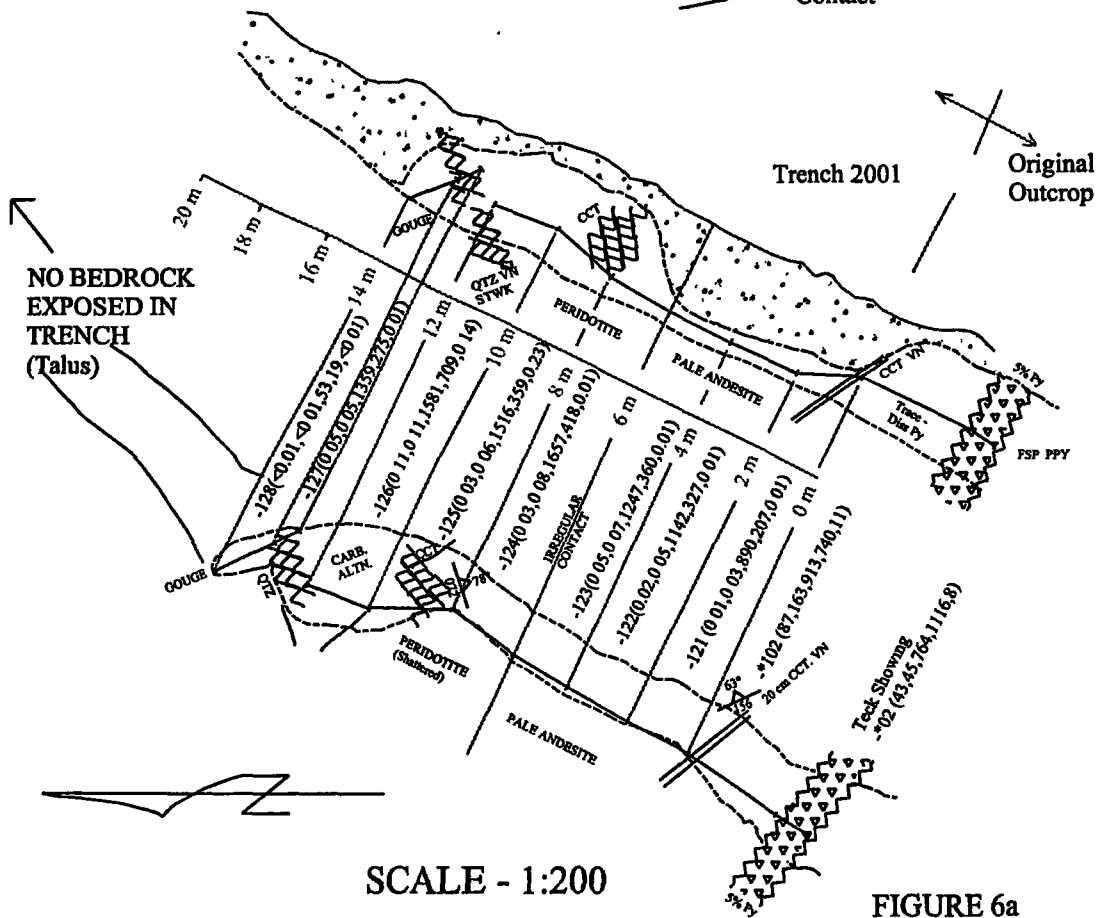 Contact
Trench 2001
Original
Outcrop
NO BEDROCK
EXPOSED IN
TRENCH
(Talus)
20 m
18 m
16 m
14 m
12 m
10 m
8 m
6 m
4 m
2 m
0 m
GOUGE
QTZ VN
STWK
CCT
PERIDOTITE
PALE ANDESITE
CCT VN
5% Py
Trace -
Diss Py
FSP PPY
-128(<0.01, <0 01,53,19, <0 01)
-127(0 05,0 05,1359,275,0 01)
-126(0 11,0 11,1581,709,0 14)
-125(0 03,0 06,1516,359,0.23)
-124(0 03,0 08,1657,418,0.01)
IRREGULAR
CONTACT
-123(0 05,0 07,1247,360,0.01)
-122(0.02,0 05,1142,327,0 01)
-121 (0 01,0 03,890,207,0 01)
-*102 (87,163,913,740,11)
20 cm CCT. VN
63°
156
Teck Showing
-*02 (43,45,764,1116,8)
GOUGE
QTZ
CARB.
ALTN.
CCT
78
PERIDOTITE
(Shattered)
PALE ANDESITE
5% Py
SCALE - 1:200
FIGURE 6a